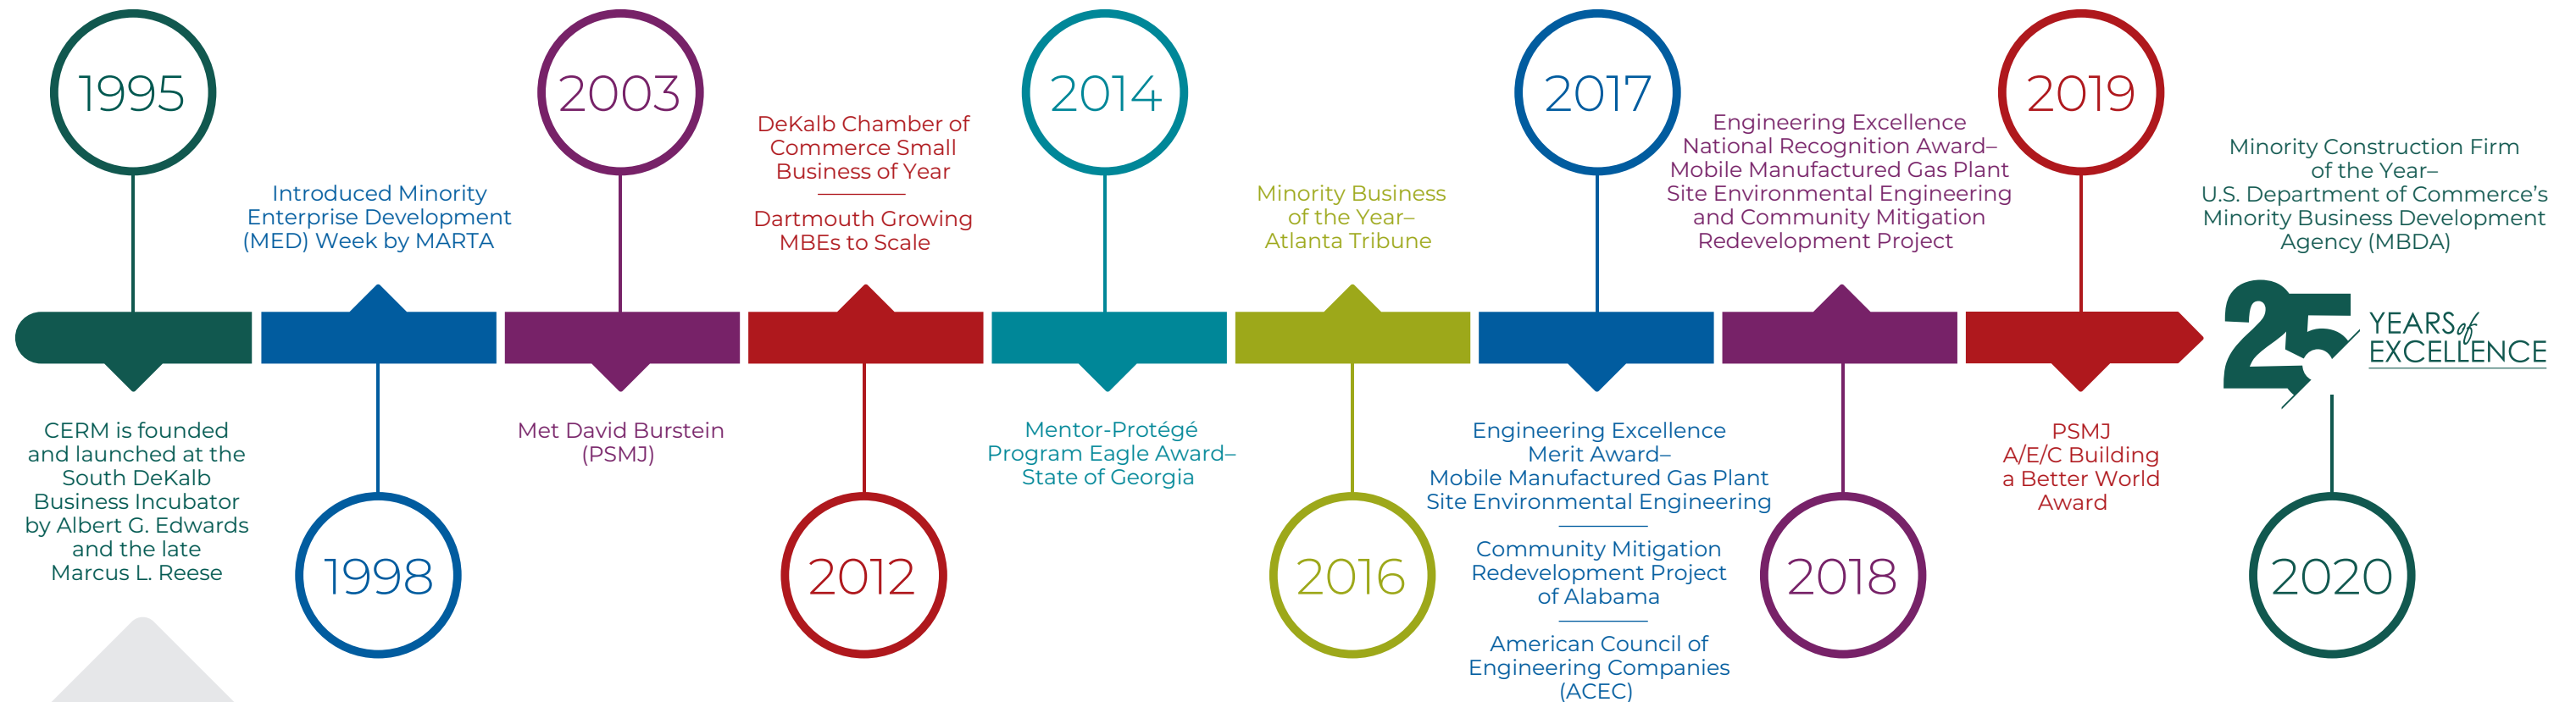 1995
CERM is founded
and launched at the
South DeKalb
Business Incubator
by Albert G. Edwards
and the late
Marcus L. Reese
Introduced Minority
Enterprise Development
(MED) Week by MARTA
1998
2003
Met David Burstein
(PSMJ)
DeKalb Chamber of
Commerce Small
Business of Year
Dartmouth Growing
MBEs to Scale
2012
2014
Mentor-Protégé
Program Eagle Award–
State of Georgia
Minority Business
of the Year–
Atlanta Tribune
2016
2017
Engineering Excellence
Merit Award–
Mobile Manufactured Gas Plant
Site Environmental Engineering
Community Mitigation
Redevelopment Project
of Alabama
American Council of
Engineering Companies
(ACEC)
Engineering Excellence
National Recognition Award–
Mobile Manufactured Gas Plant
Site Environmental Engineering
and Community Mitigation
Redevelopment Project
2018
2019
PSMJ
A/E/C Building
a Better World
Award
Minority Construction Firm
of the Year–
U.S. Department of Commerce’s
Minority Business Development
Agency (MBDA)
25 YEARS of
EXCELLENCE
2020